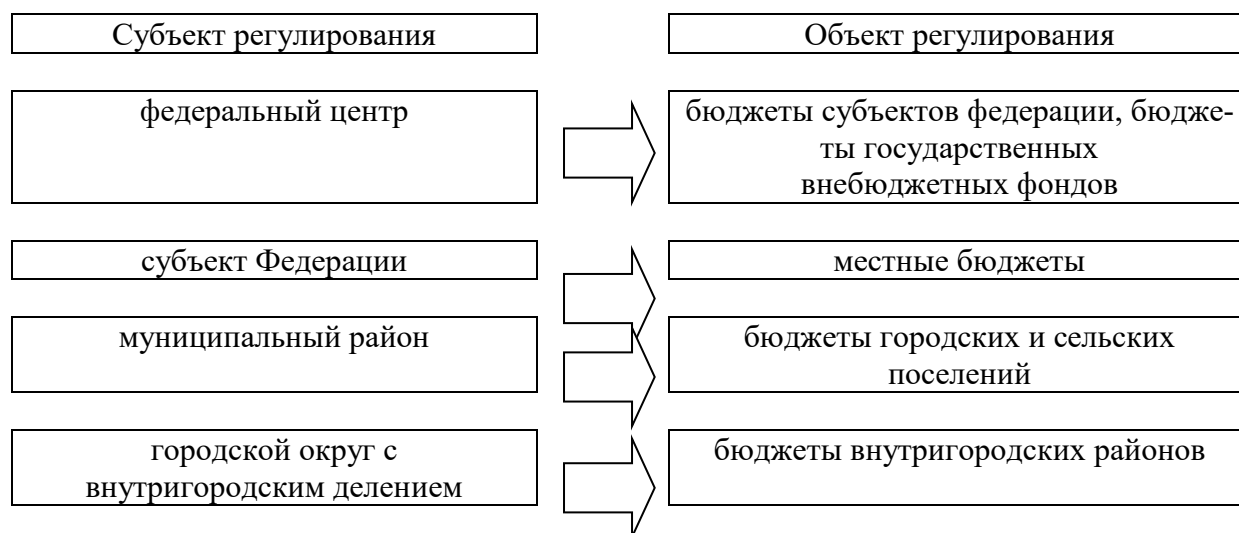 Субъект регулирования
Объект регулирования
федеральный центр
бюджеты субъектов федерации, бюдже-
ты государственных
внебюджетных фондов
субъект Федерации
местные бюджеты
муниципальный район
бюджеты городских и сельских
поселений
городской округ с
внутригородским делением
бюджеты внутригородских районов